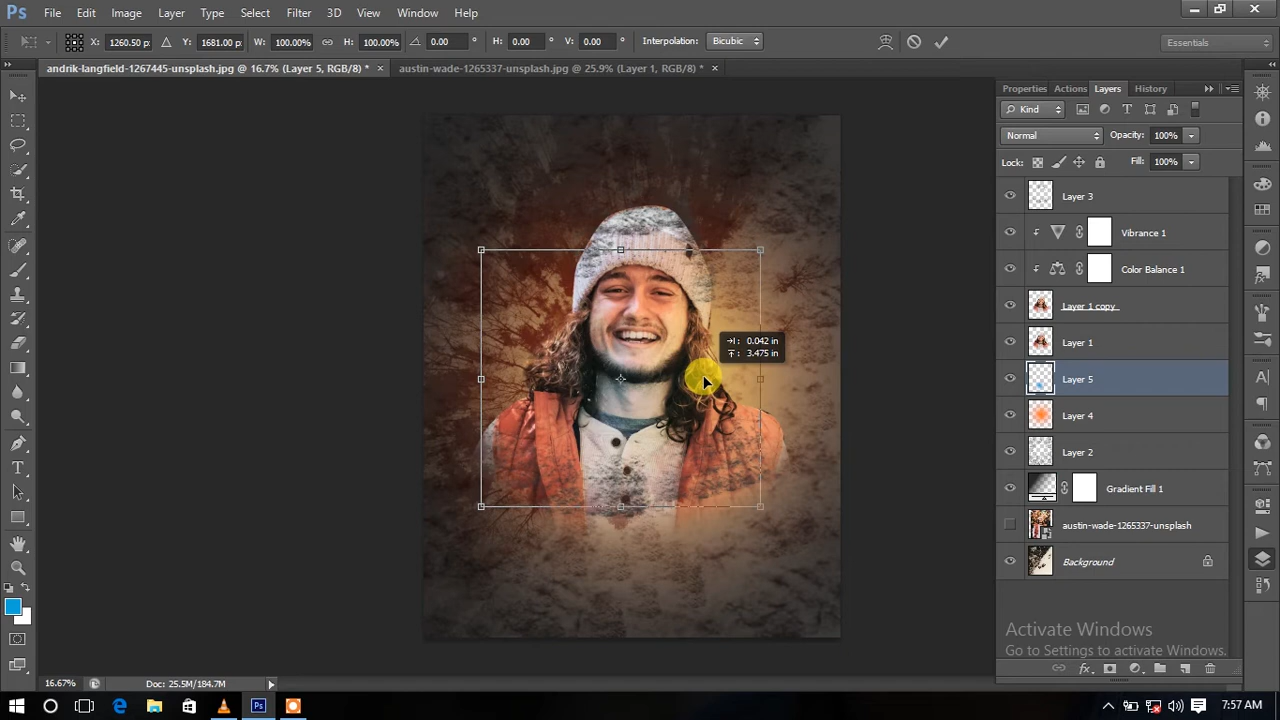 Ps File Edit Image Layer Type Select Filter 3D View Window Help
X: 1260.50 px Y: 1681.00 px W: 100.00% H: 100.00% 0.00 ° H: 0.00 ° V: 0.00 ° Interpolation: Bicubic Essentials
andrik-langfield-1267445-unsplash.jpg @ 16.7% (Layer 5, RGB/8) * × austin-wade-1265337-unsplash.jpg @ 25.9% (Layer 1, RGB/8) * ×
Properties Actions Layers History
Kind
Normal Opacity: 100%
Lock: Fill: 100%
Layer 3
Vibrance 1
Color Balance 1
Layer 1 copy
Layer 1
Layer 5
Layer 4
Layer 2
Gradient Fill 1
austin-wade-1265337-unsplash
Background
: 0.042 in
: 3.475 in
Activate Windows
Go to Settings to activate Windows.
16.67% Doc: 25.5M/184.7M
7:57 AM